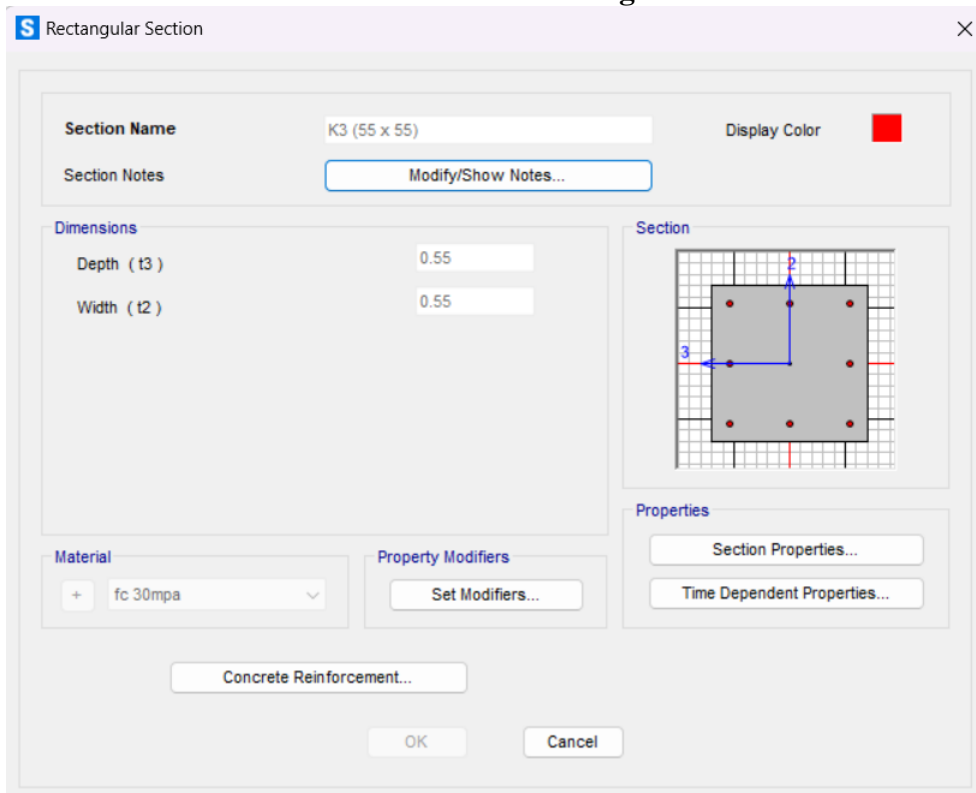 S Rectangular Section
Section Name K3 (55 x 55) Display Color
Section Notes Modify/Show Notes...
Dimensions
Depth ( t3 ) 0.55
Width ( t2 ) 0.55
Section
2
3
Properties
Section Properties...
Time Dependent Properties...
Material
+ fc 30mpa
Property Modifiers
Set Modifiers...
Concrete Reinforcement...
OK Cancel